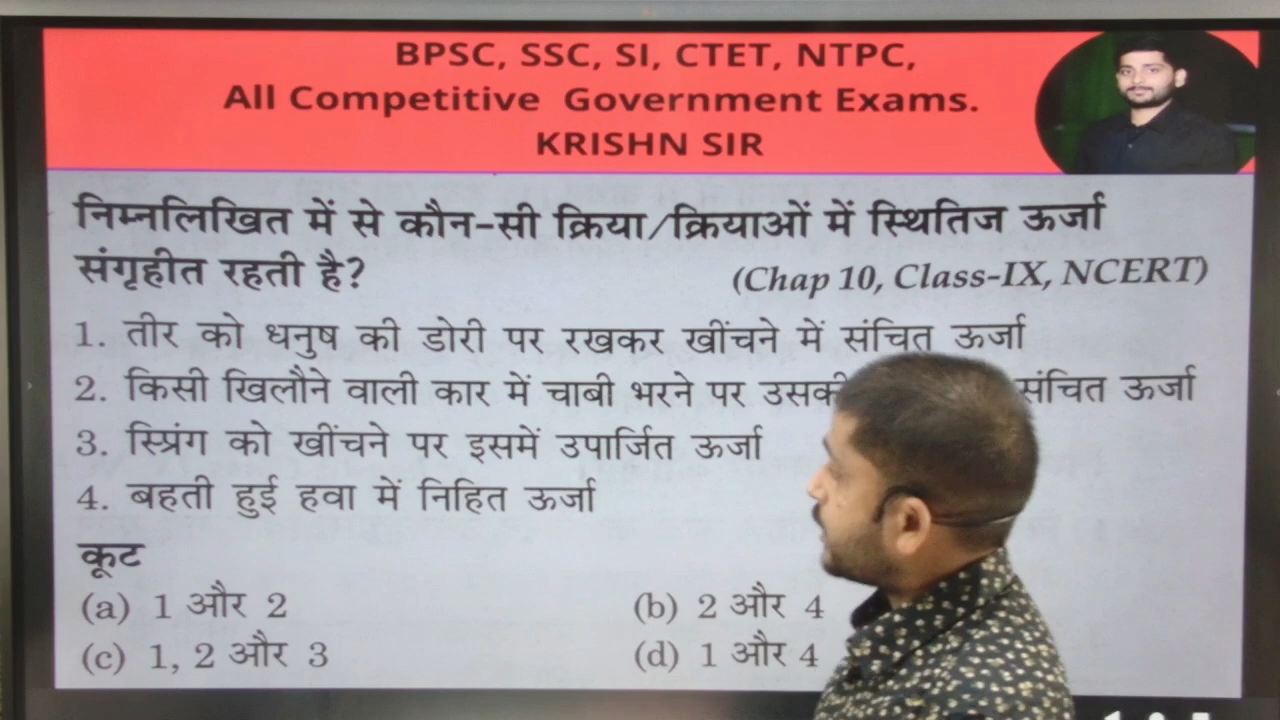 BPSC, SSC, SI, CTET, NTPC,
All Competitive Government Exams.
KRISHN SIR
निम्नलिखित में से कौन-सी क्रिया/क्रियाओं में स्थितिज ऊर्जा
संगृहीत रहती है?
(Chap 10, Class-IX, NCERT)
1. तीर को धनुष की डोरी पर रखकर खींचने में संचित ऊर्जा
2. किसी खिलौने वाली कार में चाबी भरने पर उसकी संचित ऊर्जा
3. स्प्रिंग को खींचने पर इसमें उपार्जित ऊर्जा
4. बहती हुई हवा में निहित ऊर्जा
कूट
(a) 1 और 2
(b) 2 और 4
(c) 1, 2 और 3
(d) 1 और 4